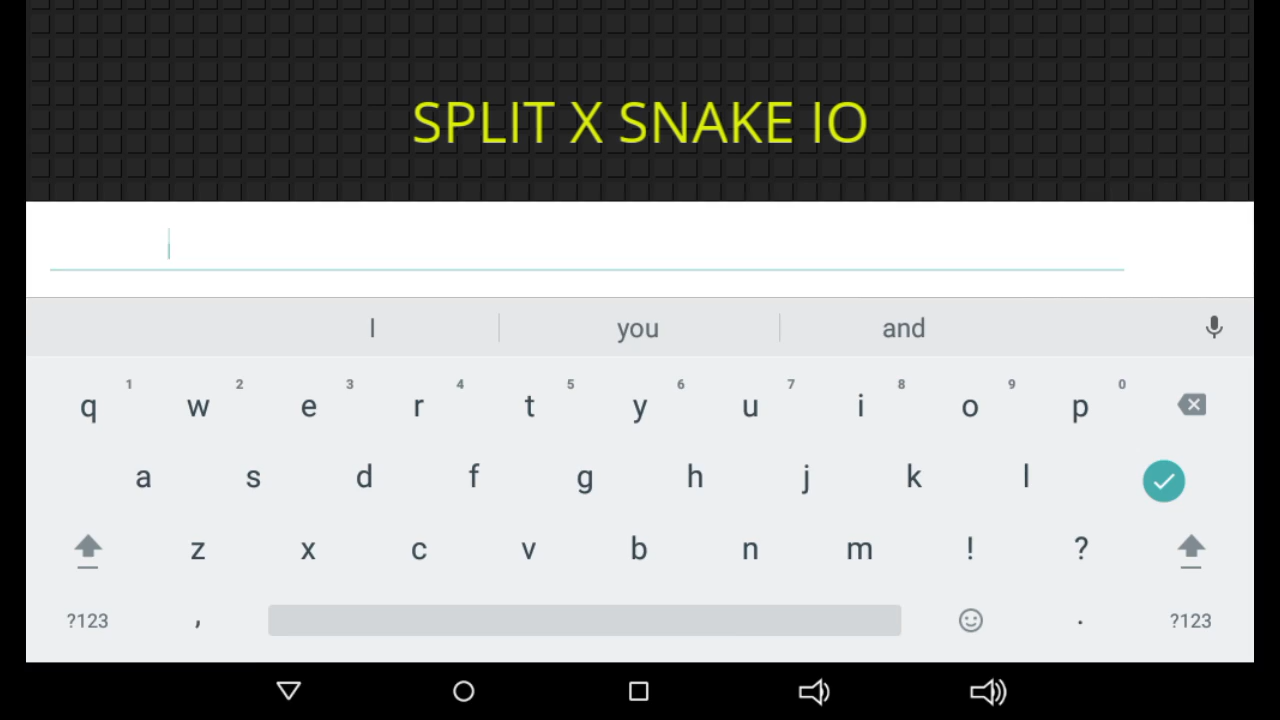 SPLIT X SNAKE IO
I you and
1 2 3 4 5 6 7 8 9 0
q w e r t y u i o p
a s d f g h j k l
z x c v b n m ! ?
?123 , . ?123